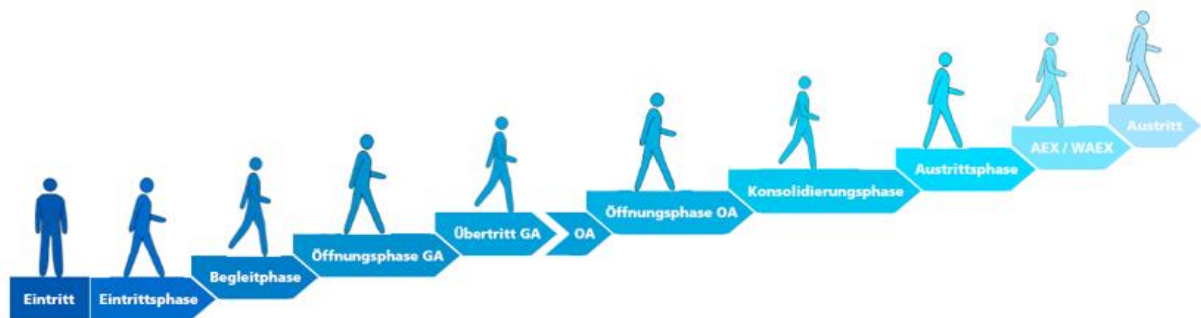 Eintritt
Eintrittsphase
Begleitphase
Öffnungsphase GA
Übertritt GA
OA
Öffnungsphase OA
Konsolidierungsphase
Austrittsphase
AEX / WAEX
Austritt